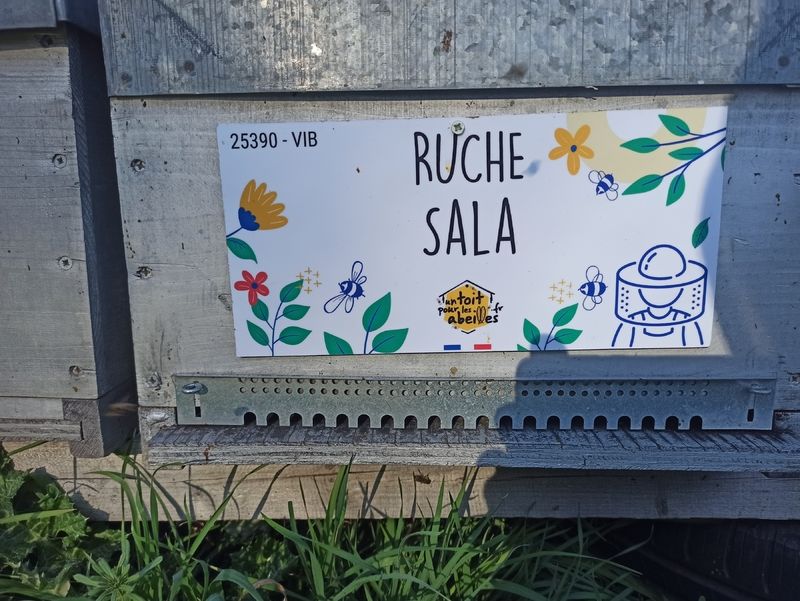 25390 - VIB
RUCHE
SALA
un toit
pour les .fr
abeilles